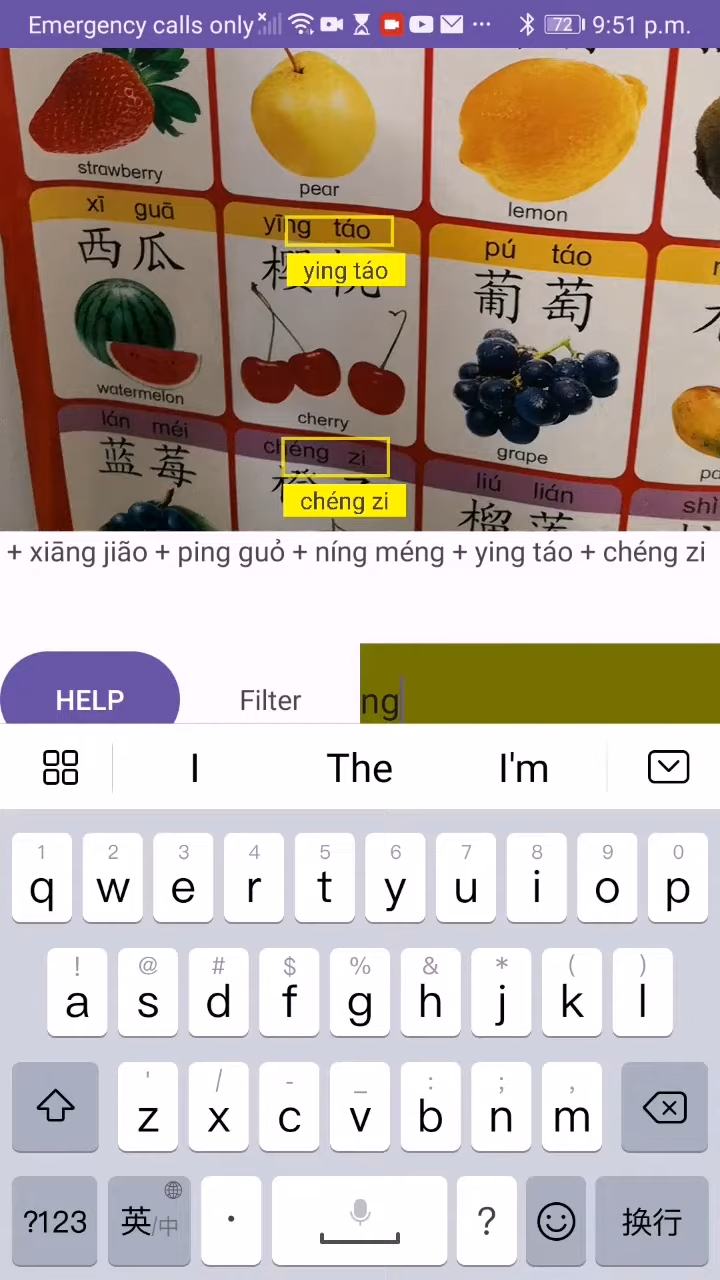 Emergency calls only 72 9:51 p.m.
strawberry
pear
lemon
xī guā
yīng táo
pú táo
西瓜
ying táo
葡萄
watermelon
cherry
grape
lán méi
chéng zi
liú lián
shì
蓝莓
chéng zi
+ xiāng jião + ping guỏ + níng méng + ying táo + chéng zi
HELP Filter ng
I The I'm
1 2 3 4 5 6 7 8 9 0
q w e r t y u i o p
! @ # $ % & * ( )
a s d f g h j k l
' / - _ : ; ,
z x c v b n m
?123 英/中 . ? 换行